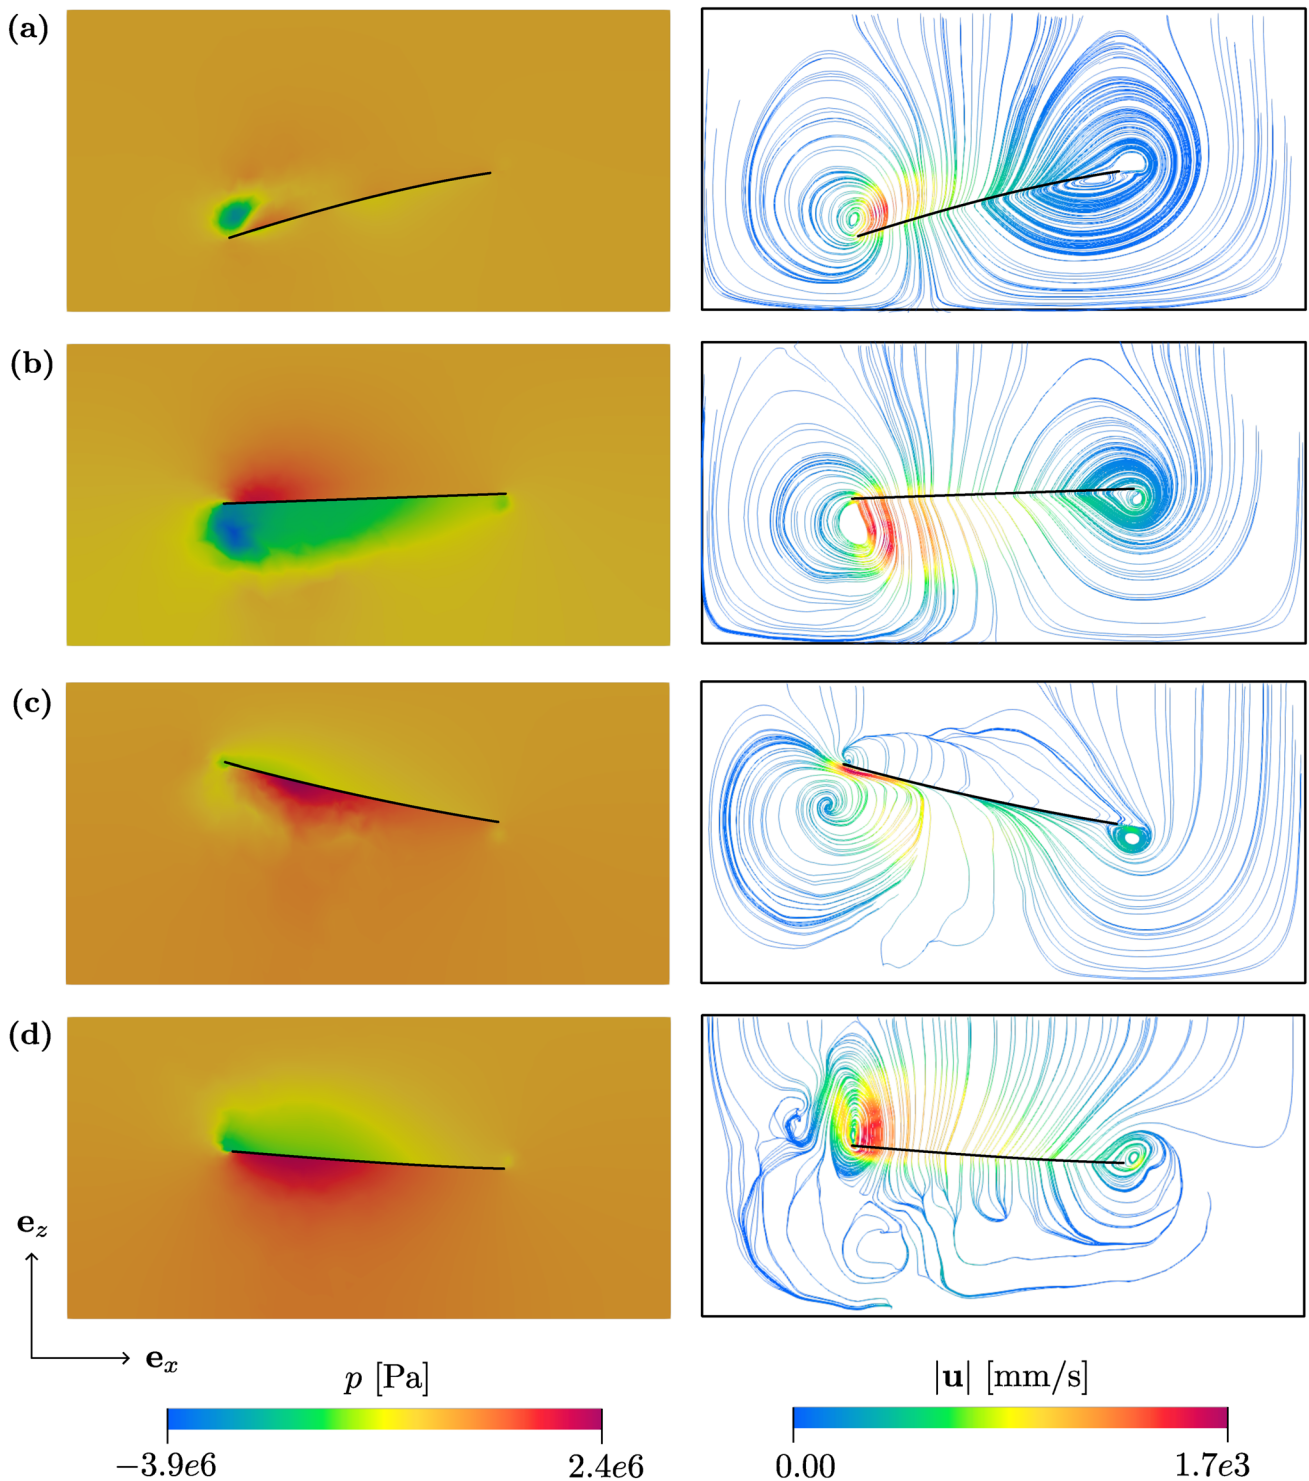 (a)
(b)
(c)
(d)
e_z
e_x
p [Pa]
−3.9e6
2.4e6
|u| [mm/s]
0.00
1.7e3